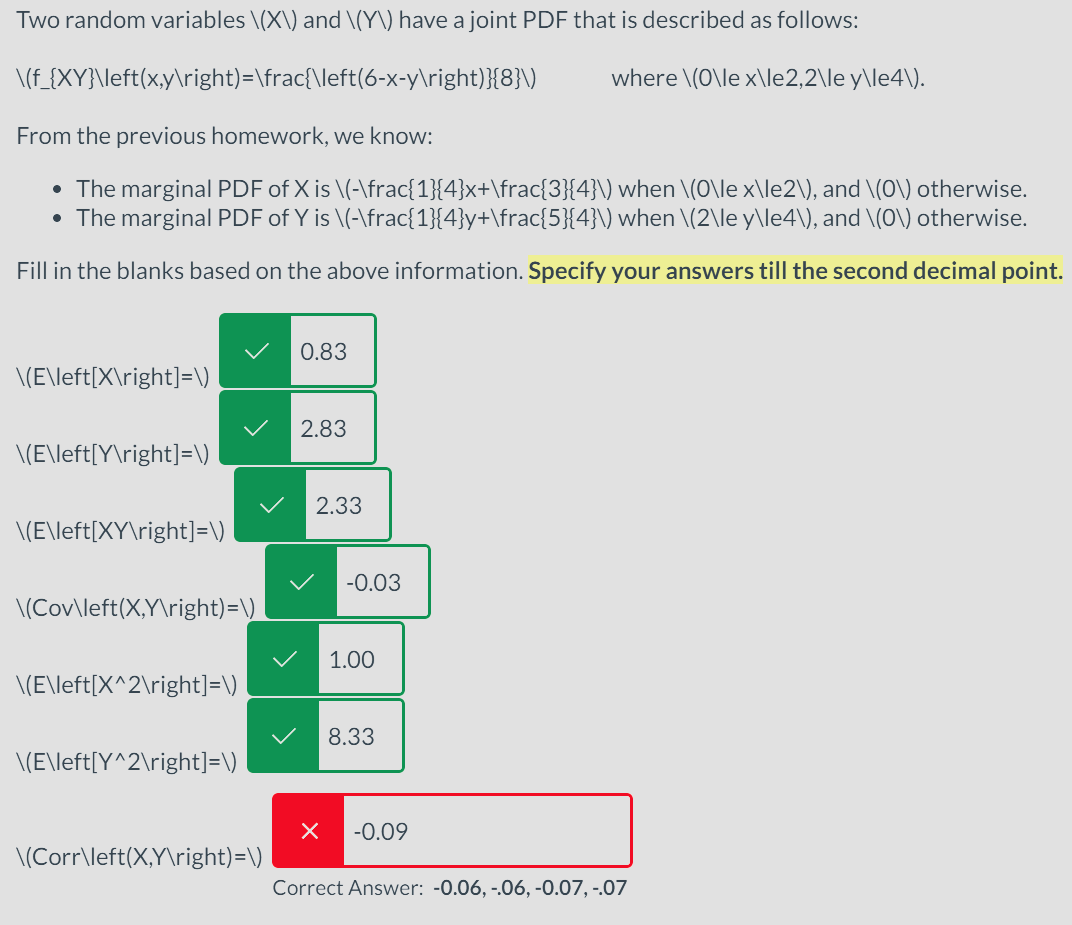 Two random variables \(X\) and \(Y\) have a joint PDF that is described as follows:
\(f_{XY}\left(x,y\right)=\frac{\left(6-x-y\right)}{8}\) where \(0\le x\le2,2\le y\le4\).
From the previous homework, we know:
• The marginal PDF of X is \(-\frac{1}{4}x+\frac{3}{4}\) when \(0\le x\le2\), and \(0\) otherwise.
• The marginal PDF of Y is \(-\frac{1}{4}y+\frac{5}{4}\) when \(2\le y\le4\), and \(0\) otherwise.
Fill in the blanks based on the above information. Specify your answers till the second decimal point.
\(E\left[X\right]=\) 0.83
\(E\left[Y\right]=\) 2.83
\(E\left[XY\right]=\) 2.33
\(Cov\left(X,Y\right)=\) -0.03
\(E\left[X^2\right]=\) 1.00
\(E\left[Y^2\right]=\) 8.33
\(Corr\left(X,Y\right)=\) -0.09
Correct Answer: -0.06, -.06, -0.07, -.07